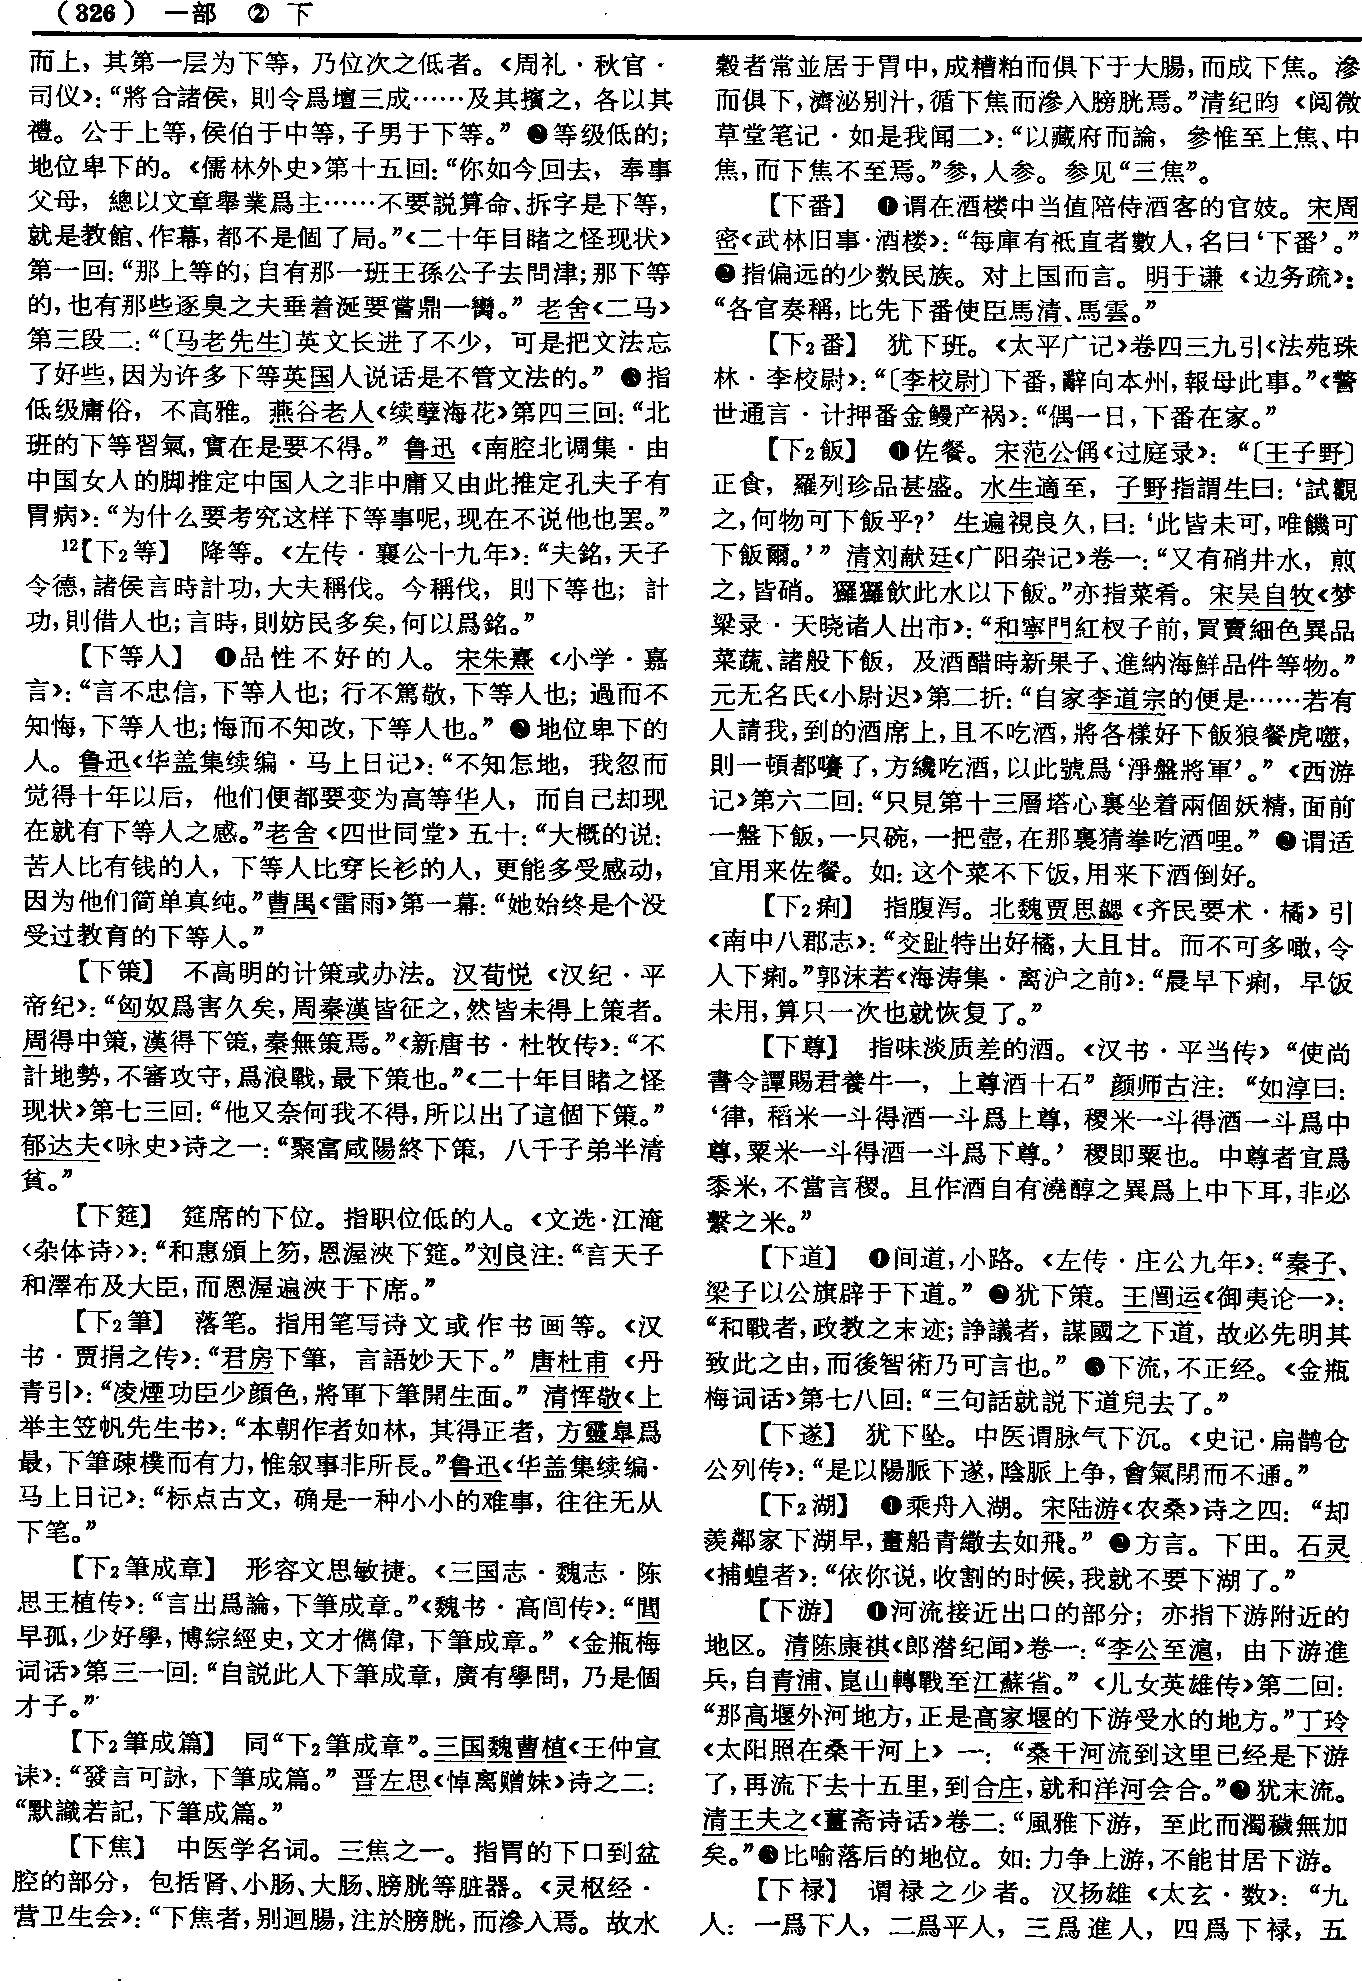 （326） 一部 ② 下
而上，其第一层为下等，乃位次之低者。《周礼·秋官·
司仪》：“將合諸侯，則令爲壇三成……及其擯之，各以其
禮。公于上等，侯伯于中等，子男于下等。” ❷等级低的；
地位卑下的。《儒林外史》第十五回：“你如今回去，奉事
父母，總以文章舉業爲主……不要説算命、拆字是下等，
就是教館、作幕，都不是個了局。”《二十年目睹之怪现状》
第一回：“那上等的，自有那一班王孫公子去問津；那下等
的，也有那些逐臭之夫垂着涎要嘗鼎一臠。” 老舍《二马》
第三段二：“〔马老先生〕英文长进了不少，可是把文法忘
了好些，因为许多下等英国人说话是不管文法的。” ❸指
低级庸俗，不高雅。燕谷老人《续孽海花》第四三回：“北
班的下等習氣，實在是要不得。” 鲁迅《南腔北调集·由
中国女人的脚推定中国人之非中庸又由此推定孔夫子有
胃病》：“为什么要考究这样下等事呢，现在不说他也罢。”
12【下2等】 降等。《左传·襄公十九年》：“夫銘，天子
令德，諸侯言時計功，大夫稱伐。今稱伐，則下等也；計
功，則借人也；言時，則妨民多矣，何以爲銘。”
【下等人】 ❶品性不好的人。宋朱熹《小学·嘉
言》：“言不忠信，下等人也；行不篤敬，下等人也；過而不
知悔，下等人也；悔而不知改，下等人也。” ❷地位卑下的
人。鲁迅《华盖集续编·马上日记》：“不知怎地，我忽而
觉得十年以后，他们便都要变为高等华人，而自己却现
在就有下等人之感。”老舍《四世同堂》五十：“大概的说：
苦人比有钱的人，下等人比穿长衫的人，更能多受感动，
因为他们简单真纯。”曹禺《雷雨》第一幕：“她始终是个没
受过教育的下等人。”
【下策】 不高明的计策或办法。汉荀悦《汉纪·平
帝纪》：“匈奴爲害久矣，周秦漢皆征之，然皆未得上策者。
周得中策，漢得下策，秦無策焉。”《新唐书·杜牧传》：“不
計地勢，不審攻守，爲浪戰，最下策也。”《二十年目睹之怪
现状》第七三回：“他又奈何我不得，所以出了這個下策。”
郁达夫《咏史》诗之一：“聚富咸陽終下策，八千子弟半清
貧。”
【下筵】 筵席的下位。指职位低的人。《文选·江淹
〈杂体诗〉》：“和惠頒上笏，恩渥浹下筵。”刘良注：“言天子
和澤布及大臣，而恩渥遍浹于下席。”
【下2筆】 落笔。指用笔写诗文或作书画等。《汉
书·贾捐之传》：“君房下筆，言語妙天下。” 唐杜甫《丹
青引》：“凌煙功臣少顔色，將軍下筆開生面。” 清恽敬《上
举主笠帆先生书》：“本朝作者如林，其得正者，方靈皋爲
最，下筆疎樸而有力，惟叙事非所長。”鲁迅《华盖集续编·
马上日记》：“标点古文，确是一种小小的难事，往往无从
下笔。”
【下2筆成章】 形容文思敏捷。《三国志·魏志·陈
思王植传》：“言出爲論，下筆成章。”《魏书·高闾传》：“閭
早孤，少好學，博綜經史，文才儁偉，下筆成章。”《金瓶梅
词话》第三一回：“自説此人下筆成章，廣有學問，乃是個
才子。”
【下2筆成篇】 同“下2筆成章”。三国魏曹植《王仲宣
诔》：“發言可詠，下筆成篇。” 晋左思《悼离赠妹》诗之二：
“默識若記，下筆成篇。”
【下焦】 中医学名词。三焦之一。指胃的下口到盆
腔的部分，包括肾、小肠、大肠、膀胱等脏器。《灵枢经·
营卫生会》：“下焦者，别迴腸，注於膀胱，而滲入焉。故水
穀者常並居于胃中，成糟粕而俱下于大腸，而成下焦。滲
而俱下，濟泌别汁，循下焦而滲入膀胱焉。”清纪昀《阅微
草堂笔记·如是我闻二》：“以藏府而論，參惟至上焦、中
焦，而下焦不至焉。”参，人参。参见“三焦”。
【下番】 ❶谓在酒楼中当值陪侍酒客的官妓。宋周
密《武林旧事·酒楼》：“每庫有祗直者數人，名曰‘下番’。”
❷指偏远的少数民族。对上国而言。明于谦《边务疏》：
“各官奏稱，比先下番使臣馬清、馬雲。”
【下2番】 犹下班。《太平广记》卷四三九引《法苑珠
林·李校尉》：“〔李校尉〕下番，辭向本州，報母此事。”《警
世通言·计押番金鳗产祸》：“偶一日，下番在家。”
【下2飯】 ❶佐餐。宋范公偁《过庭录》：“〔王子野〕
正食，羅列珍品甚盛。水生適至，子野指謂生曰：‘試觀
之，何物可下飯乎？’生遍視良久，曰：‘此皆未可，唯饑可
下飯爾。’” 清刘献廷《广阳杂记》卷一：“又有硝井水，煎
之，皆硝。玀玀飲此水以下飯。”亦指菜肴。宋吴自牧《梦
梁录·天晓诸人出市》：“和寧門紅杈子前，買賣細色異品
菜蔬、諸般下飯，及酒醋時新果子、進納海鮮品件等物。”
元无名氏《小尉迟》第二折：“自家李道宗的便是……若有
人請我，到的酒席上，且不吃酒，將各樣好下飯狼餐虎噬，
則一頓都嚷了，方纔吃酒，以此號爲‘淨盤將軍’。”《西游
记》第六二回：“只見第十三層塔心裏坐着兩個妖精，面前
一盤下飯，一只碗，一把壺，在那裏猜拳吃酒哩。” ❷谓适
宜用来佐餐。如：这个菜不下饭，用来下酒倒好。
【下2痢】 指腹泻。北魏贾思勰《齐民要术·橘》引
《南中八郡志》：“交趾特出好橘，大且甘。而不可多噉，令
人下痢。”郭沫若《海涛集·离沪之前》：“晨早下痢，早饭
未用，算只一次也就恢复了。”
【下尊】 指味淡质差的酒。《汉书·平当传》“使尚
書令譚賜君養牛一，上尊酒十石” 颜师古注：“如淳曰：
‘律，稻米一斗得酒一斗爲上尊，稷米一斗得酒一斗爲中
尊，粟米一斗得酒一斗爲下尊。’稷即粟也。中尊者宜爲
黍米，不當言稷。且作酒自有澆醇之異爲上中下耳，非必
繫之米。”
【下道】 ❶间道，小路。《左传·庄公九年》：“秦子、
梁子以公旗辟于下道。” ❷犹下策。王闿运《御夷论一》：
“和戰者，政教之末迹；諍議者，謀國之下道，故必先明其
致此之由，而後智術乃可言也。” ❸下流，不正经。《金瓶
梅词话》第七八回：“三句話就説下道兒去了。”
【下遂】 犹下坠。中医谓脉气下沉。《史记·扁鹊仓
公列传》：“是以陽脈下遂，陰脈上争，會氣閉而不通。”
【下2湖】 ❶乘舟入湖。宋陆游《农桑》诗之四：“却
羨鄰家下湖早，畫船青繖去如飛。” ❷方言。下田。石灵
《捕蝗者》：“依你说，收割的时候，我就不要下湖了。”
【下游】 ❶河流接近出口的部分；亦指下游附近的
地区。清陈康祺《郎潜纪闻》卷一：“李公至滬，由下游進
兵，自青浦、崑山轉戰至江蘇省。”《儿女英雄传》第二回：
“那高堰外河地方，正是高家堰的下游受水的地方。”丁玲
《太阳照在桑干河上》一：“桑干河流到这里已经是下游
了，再流下去十五里，到合庄，就和洋河会合。”❷犹末流。
清王夫之《薑斋诗话》卷二：“風雅下游，至此而濁穢無加
矣。”❸比喻落后的地位。如：力争上游，不能甘居下游。
【下禄】 谓禄之少者。汉扬雄《太玄·数》：“九
人：一爲下人，二爲平人，三爲進人，四爲下禄，五